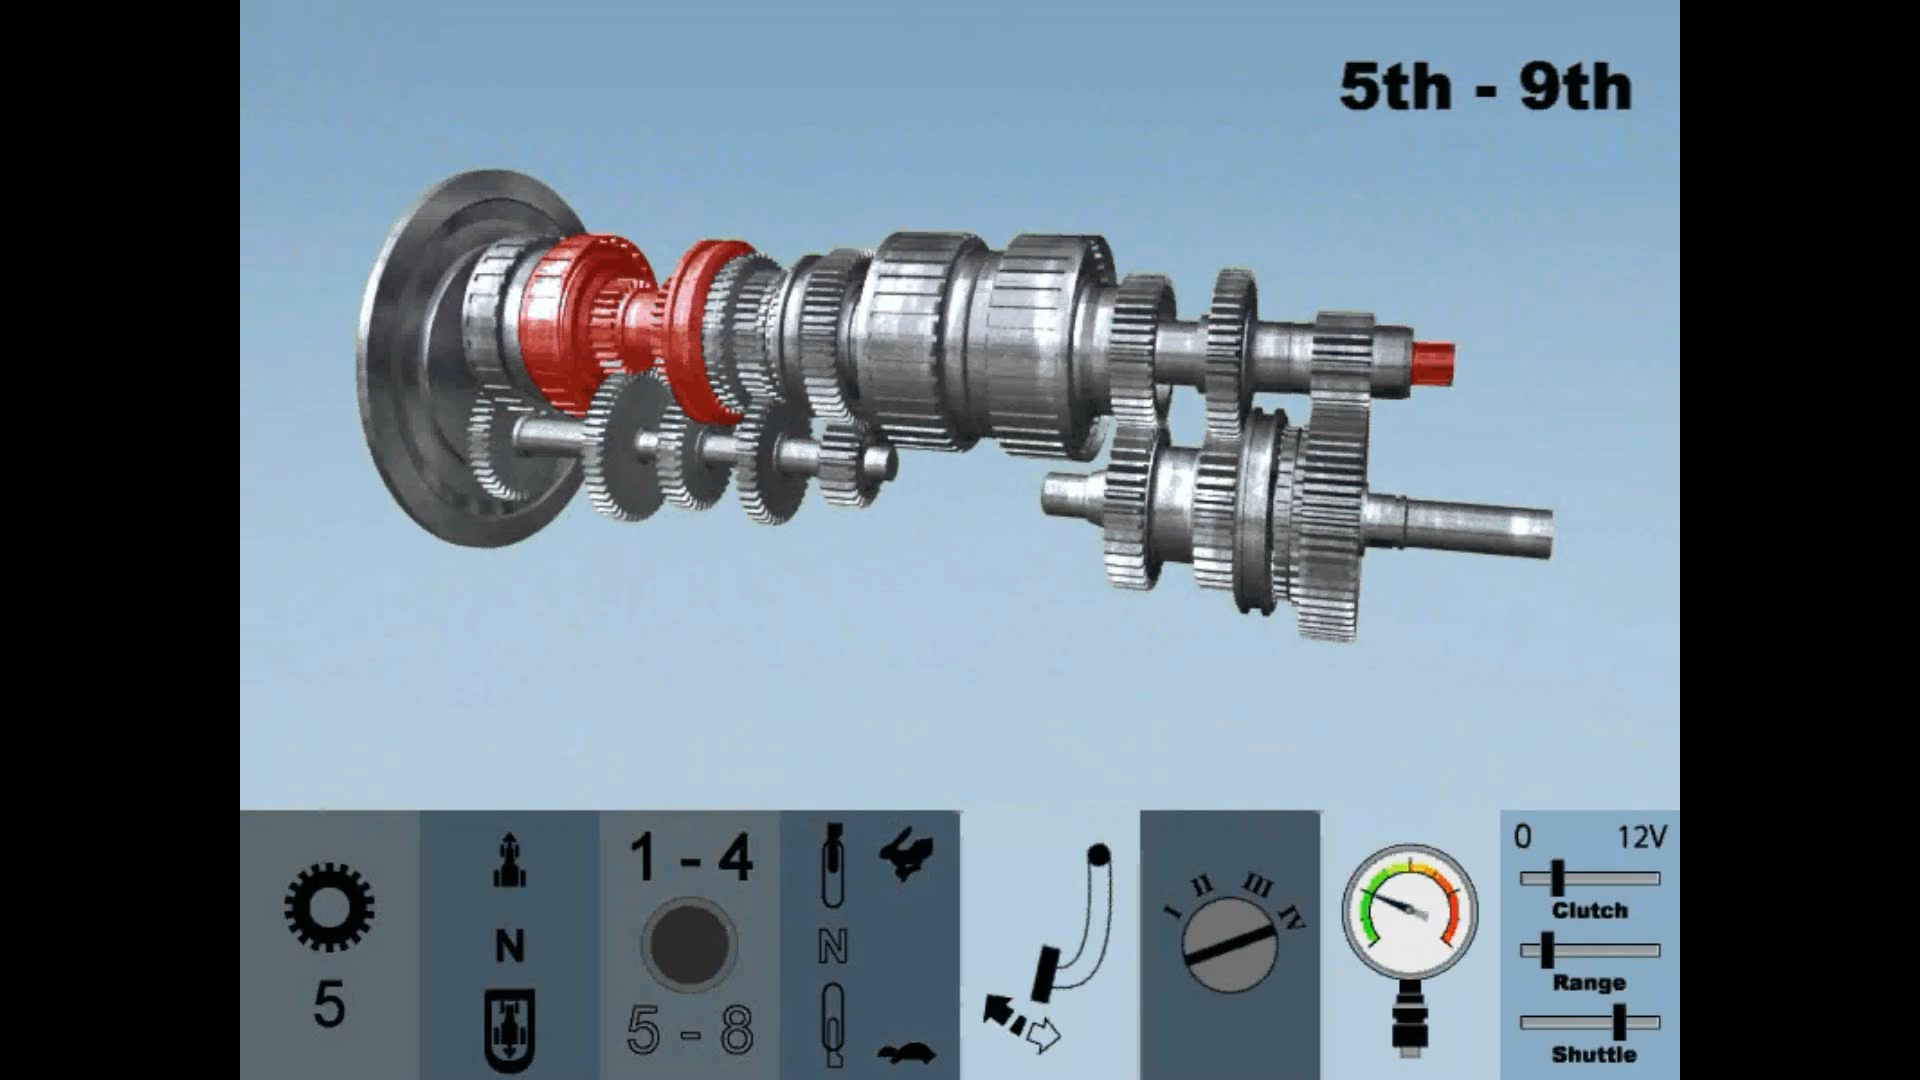 5th - 9th
5
N
1 - 4
5 - 8
N
I II III IV
0 12V
Clutch
Range
Shuttle